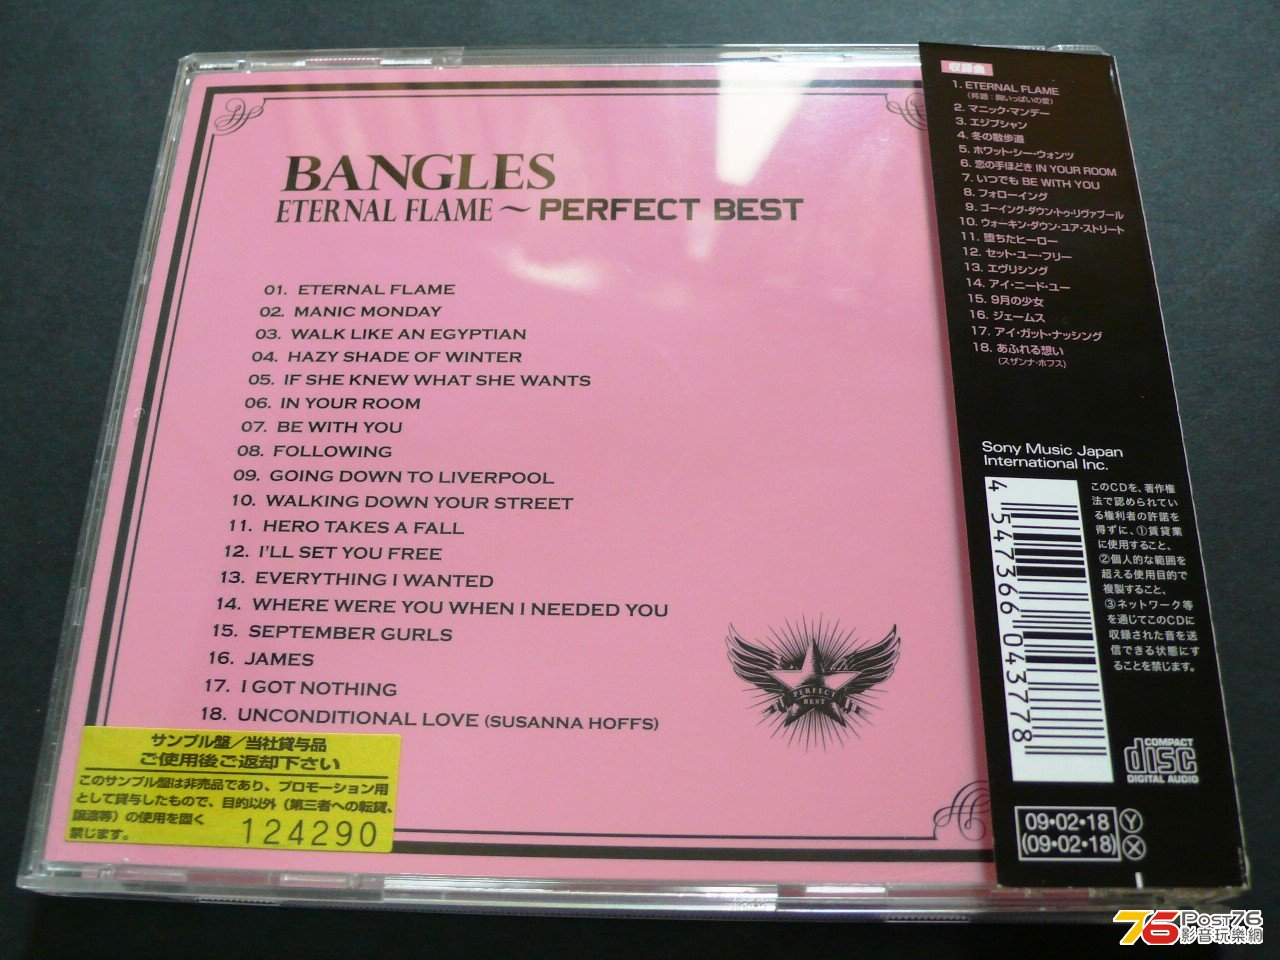 BANGLES
ETERNAL FLAME～PERFECT BEST
01. ETERNAL FLAME
02. MANIC MONDAY
03. WALK LIKE AN EGYPTIAN
04. HAZY SHADE OF WINTER
05. IF SHE KNEW WHAT SHE WANTS
06. IN YOUR ROOM
07. BE WITH YOU
08. FOLLOWING
09. GOING DOWN TO LIVERPOOL
10. WALKING DOWN YOUR STREET
11. HERO TAKES A FALL
12. I'LL SET YOU FREE
13. EVERYTHING I WANTED
14. WHERE WERE YOU WHEN I NEEDED YOU
15. SEPTEMBER GURLS
16. JAMES
17. I GOT NOTHING
18. UNCONDITIONAL LOVE (SUSANNA HOFFS)
PERFECT
BEST
サンプル盤／当社貸与品
ご使用後ご返却下さい
このサンプル盤は非売品であり、プロモーション用
として貸与したもので、目的以外（第三者への転貸、
譲渡等）の使用を固く
禁じます。
124290
収録曲
1. ETERNAL FLAME
（邦題：胸いっぱいの愛）
2. マニック・マンデー
3. エジプシャン
4. 冬の散歩道
5. ホワット・シー・ウォンツ
6. 恋の手ほどき IN YOUR ROOM
7. いつでも BE WITH YOU
8. フォローイング
9. ゴーイング・ダウン・トゥ・リヴァプール
10. ウォーキン・ダウン・ユア・ストリート
11. 堕ちたヒーロー
12. セット・ユー・フリー
13. エヴリシング
14. アイ・ニード・ユー
15. 9月の少女
16. ジェームス
17. アイ・ガット・ナッシング
18. あふれる想い
（スザンナ・ホフス）
Sony Music Japan
International Inc.
4 547366 043778
このCDを、著作権
法で認められてい
る権利者の許諾を
得ずに、①賃貸業
に使用すること、
②個人的な範囲を
超える使用目的で
複製すること、
③ネットワーク等
を通じてこのCDに
収録された音を送
信できる状態にす
ることを禁じます。
COMPACT
disc
DIGITAL AUDIO
09・02・18 Y
(09・02・18) X
76 POST76
影音玩樂網